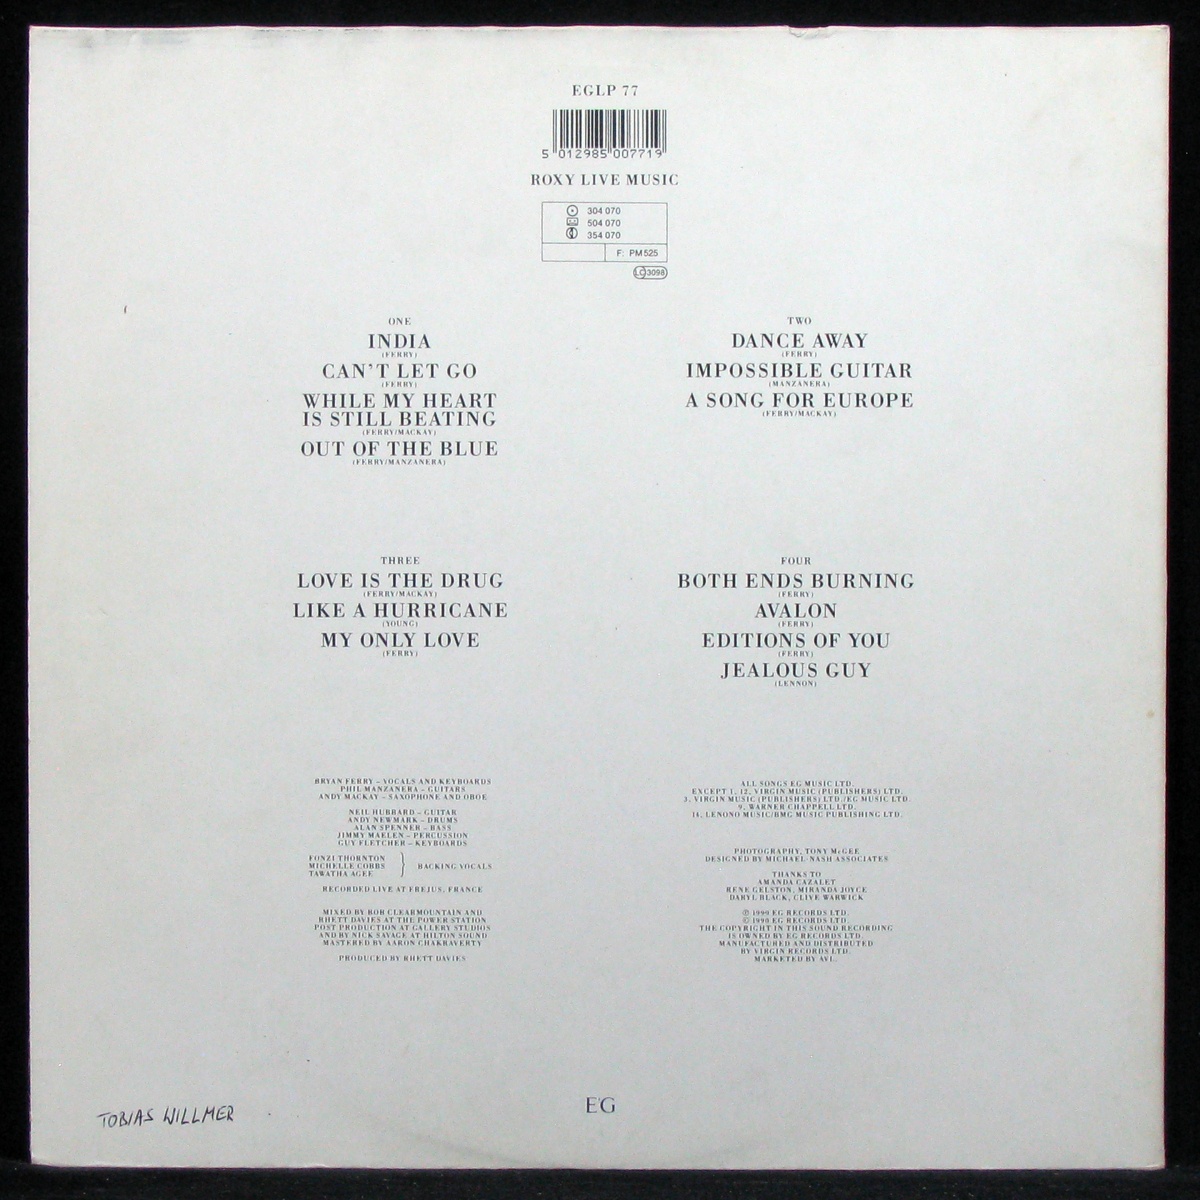 EGLP 77
5 012985 007719
ROXY LIVE MUSIC
304 070
504 070
354 070
F: PM 525
LC 3098
ONE
INDIA
(FERRY)
CAN'T LET GO
(FERRY)
WHILE MY HEART
IS STILL BEATING
(FERRY/MACKAY)
OUT OF THE BLUE
(FERRY/MANZANERA)
TWO
DANCE AWAY
(FERRY)
IMPOSSIBLE GUITAR
(MANZANERA)
A SONG FOR EUROPE
(FERRY/MACKAY)
THREE
LOVE IS THE DRUG
(FERRY/MACKAY)
LIKE A HURRICANE
(YOUNG)
MY ONLY LOVE
(FERRY)
FOUR
BOTH ENDS BURNING
(FERRY)
AVALON
(FERRY)
EDITIONS OF YOU
(FERRY)
JEALOUS GUY
(LENNON)
BRYAN FERRY – VOCALS AND KEYBOARDS
PHIL MANZANERA – GUITARS
ANDY MACKAY – SAXOPHONE AND OBOE
NEIL HUBBARD – GUITAR
ANDY NEWMARK – DRUMS
ALAN SPENNER – BASS
JIMMY MAELEN – PERCUSSION
GUY FLETCHER – KEYBOARDS
FONZI THORNTON
MICHELLE COBBS } BACKING VOCALS
TAWATHA AGEE
RECORDED LIVE AT FREJUS, FRANCE
MIXED BY BOB CLEARMOUNTAIN AND
RHETT DAVIES AT THE POWER STATION
POST PRODUCTION AT GALLERY STUDIOS
AND BY NICK SAVAGE AT HILTON SOUND
MASTERED BY AARON CHAKRAVERTY
PRODUCED BY RHETT DAVIES
ALL SONGS EG MUSIC LTD.
EXCEPT 1, 12, VIRGIN MUSIC (PUBLISHERS) LTD.
3, VIRGIN MUSIC (PUBLISHERS) LTD./EG MUSIC LTD.
9, WARNER CHAPPELL LTD.
14, LENONO MUSIC/BMG MUSIC PUBLISHING LTD.
PHOTOGRAPHY, TONY McGEE
DESIGNED BY MICHAEL-NASH ASSOCIATES
THANKS TO
AMANDA CAZALET
RENE GELSTON, MIRANDA JOYCE
DARYL BLACK, CLIVE WARWICK
℗ 1990 EG RECORDS LTD.
© 1990 EG RECORDS LTD.
THE COPYRIGHT IN THIS SOUND RECORDING
IS OWNED BY EG RECORDS LTD.
MANUFACTURED AND DISTRIBUTED
BY VIRGIN RECORDS LTD.
MARKETED BY AVL.
TOBIAS WILLMER
E'G